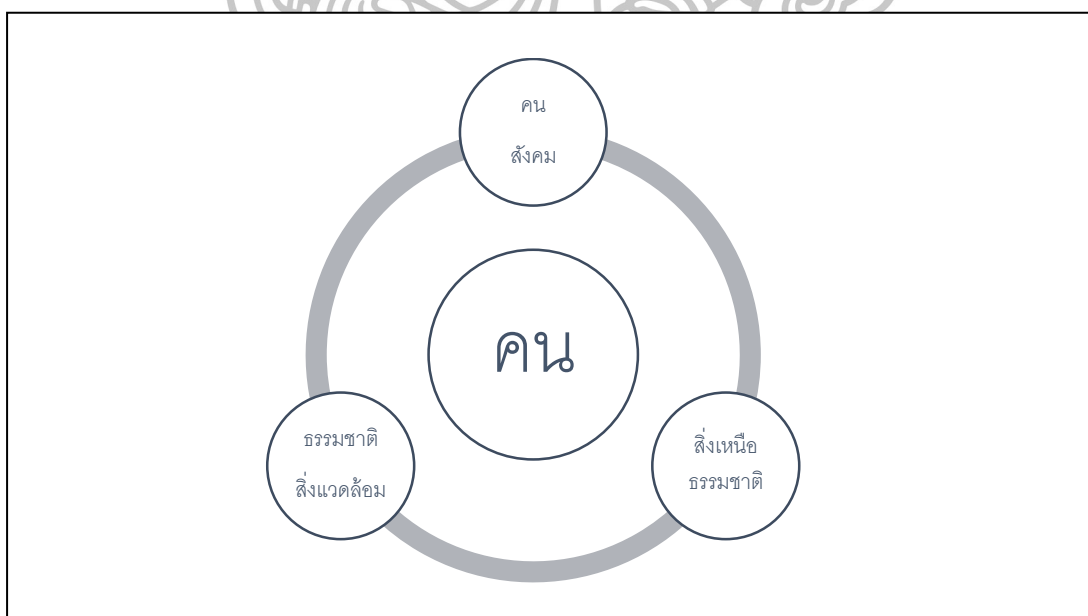 คน
สังคม
คน
ธรรมชาติ
สิ่งแวดล้อม
สิ่งเหนือ
ธรรมชาติ